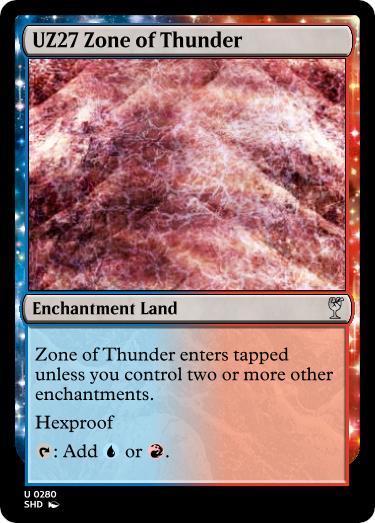 UZ27 Zone of Thunder
Enchantment Land
Zone of Thunder enters tapped
unless you control two or more other
enchantments.
Hexproof
: Add or .
U 0280
SHD